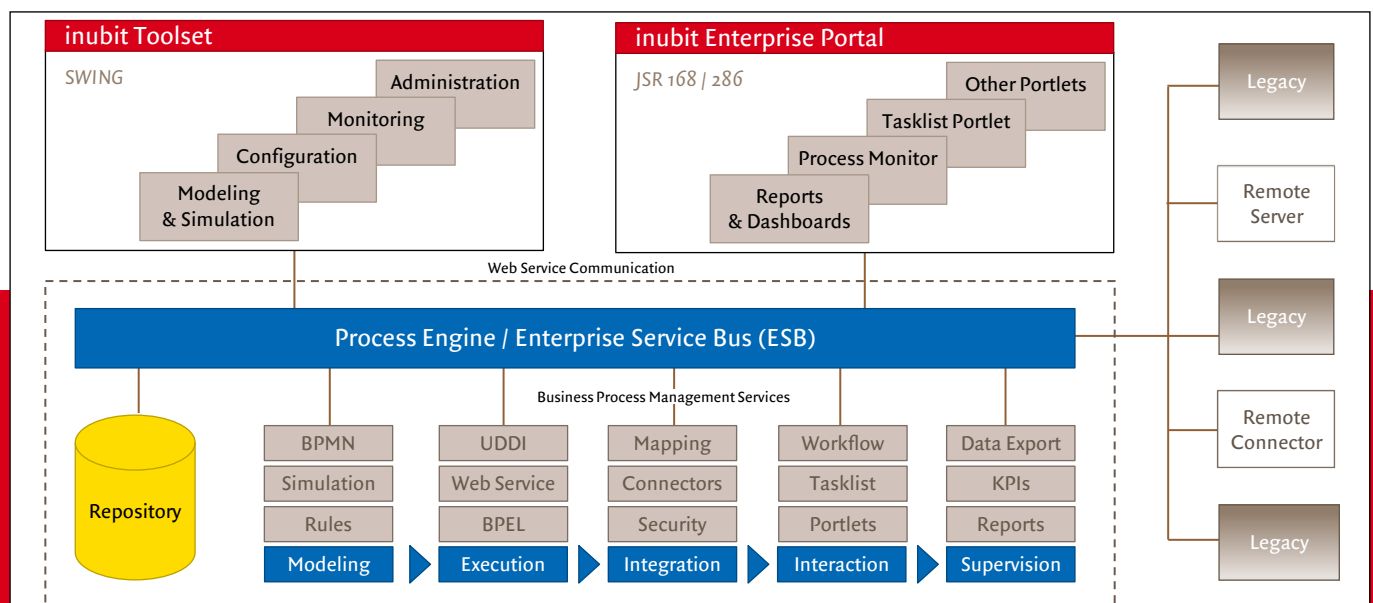 inubit Toolset
SWING
Administration
Monitoring
Configuration
Modeling
& Simulation
inubit Enterprise Portal
JSR 168 / 286
Other Portlets
Tasklist Portlet
Process Monitor
Reports
& Dashboards
Legacy
Remote
Server
Legacy
Remote
Connector
Legacy
Web Service Communication
Process Engine / Enterprise Service Bus (ESB)
Business Process Management Services
Repository
BPMN
Simulation
Rules
Modeling
UDDI
Web Service
BPEL
Execution
Mapping
Connectors
Security
Integration
Workflow
Tasklist
Portlets
Interaction
Data Export
KPIs
Reports
Supervision